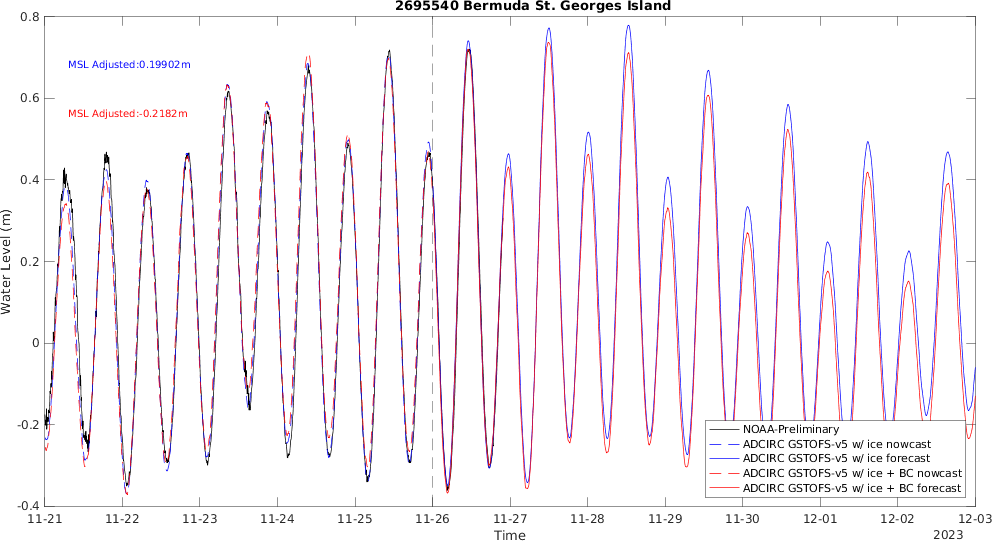 2695540 Bermuda St. Georges Island
MSL Adjusted:0.19902m
MSL Adjusted:-0.2182m
Water Level (m)
0.8
0.6
0.4
0.2
0
-0.2
-0.4
NOAA-Preliminary
ADCIRC GSTOFS-v5 w/ ice nowcast
ADCIRC GSTOFS-v5 w/ ice forecast
ADCIRC GSTOFS-v5 w/ ice + BC nowcast
ADCIRC GSTOFS-v5 w/ ice + BC forecast
11-21 11-22 11-23 11-24 11-25 11-26 11-27 11-28 11-29 11-30 12-01 12-02 12-03
Time
2023